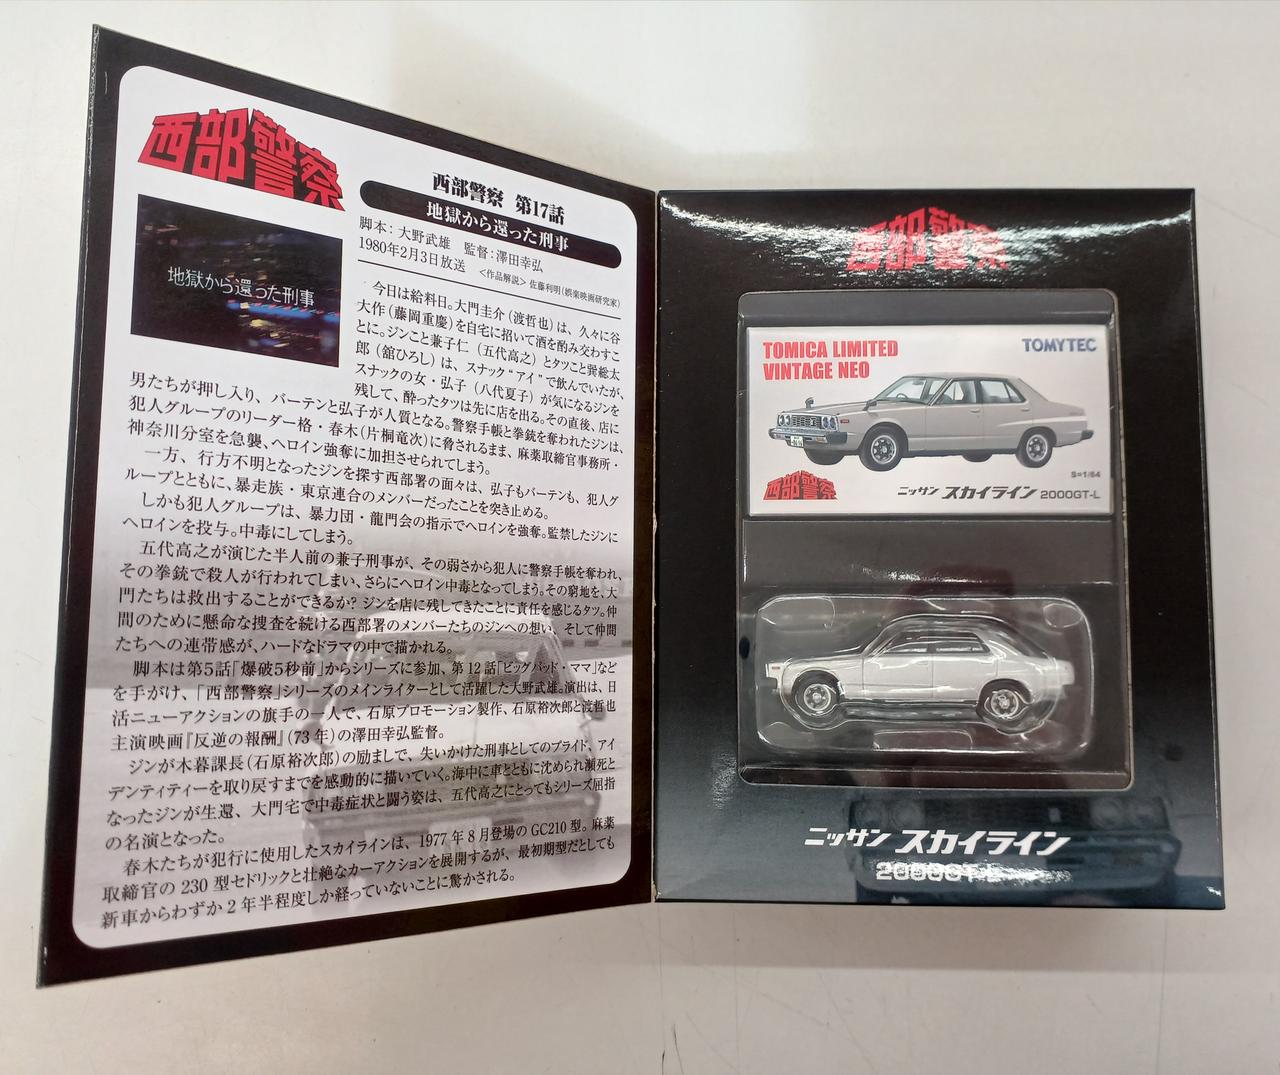 西部警察
西部警察 第17話
地獄から還った刑事
脚本：大野武雄 監督：澤田幸弘
1980年2月3日放送 <作品解説>佐藤利明(娯楽映画研究家)
地獄から還った刑事
今日は給料日。大門圭介(渡哲也)は、久々に谷
大作(藤岡重慶)を自宅に招いて酒を酌み交わすこ
とに。ジンこと兼子仁(五代高之)とタツこと巽総太
郎(舘ひろし)は、スナック“アイ”で飲んでいたが、
スナックの女・弘子(八代夏子)が気になるジンを
残して、酔ったタツは先に店を出る。その直後、店に
男たちが押し入り、バーテンと弘子が人質となる。警察手帳と拳銃を奪われたジンは、
犯人グループのリーダー格・春木(片桐竜次)に脅されるまま、麻薬取締官事務所・
神奈川分室を急襲、ヘロイン強奪に加担させられてしまう。
一方、行方不明となったジンを探す西部署の面々は、弘子もバーテンも、犯人グ
ループとともに、暴走族・東京連合のメンバーだったことを突き止める。
しかも犯人グループは、暴力団・龍門会の指示でヘロインを強奪。監禁したジンに
ヘロインを投与。中毒にしてしまう。
五代高之が演じた半人前の兼子刑事が、その弱さから犯人に警察手帳を奪われ、
その拳銃で殺人が行われてしまい、さらにヘロイン中毒となってしまう。その窮地を、大
門たちは救出することができるか? ジンを店に残してきたことに責任を感じるタツ。仲
間のために懸命な捜査を続ける西部署のメンバーたちのジンへの想い、そして仲間
たちへの連帯感が、ハードなドラマの中で描かれる。
脚本は第5話「爆破5秒前」からシリーズに参加、第12話「ビッグバッド・ママ」など
を手がけ、「西部警察」シリーズのメインライターとして活躍した大野武雄。演出は、日
活ニューアクションの旗手の一人で、石原プロモーション製作、石原裕次郎と渡哲也
主演映画『反逆の報酬』(73年)の澤田幸弘監督。
ジンが木暮課長(石原裕次郎)の励ましで、失いかけた刑事としてのプライド、アイ
デンティティーを取り戻すまでを感動的に描いていく。海中に車とともに沈められ瀕死と
なったジンが生還、大門宅で中毒症状と闘う姿は、五代高之にとってもシリーズ屈指
の名演となった。
春木たちが犯行に使用したスカイラインは、1977年8月登場のGC210型。麻薬
取締官の230型セドリックと壮絶なカーアクションを展開するが、最初期型だとしても
新車からわずか2年半程度しか経っていないことに驚かされる。
西部警察
TOMICA LIMITED
VINTAGE NEO
TOMYTEC
S=1/64
西部警察
ニッサン スカイライン 2000GT-L
ニッサン スカイライン
2000GT-L